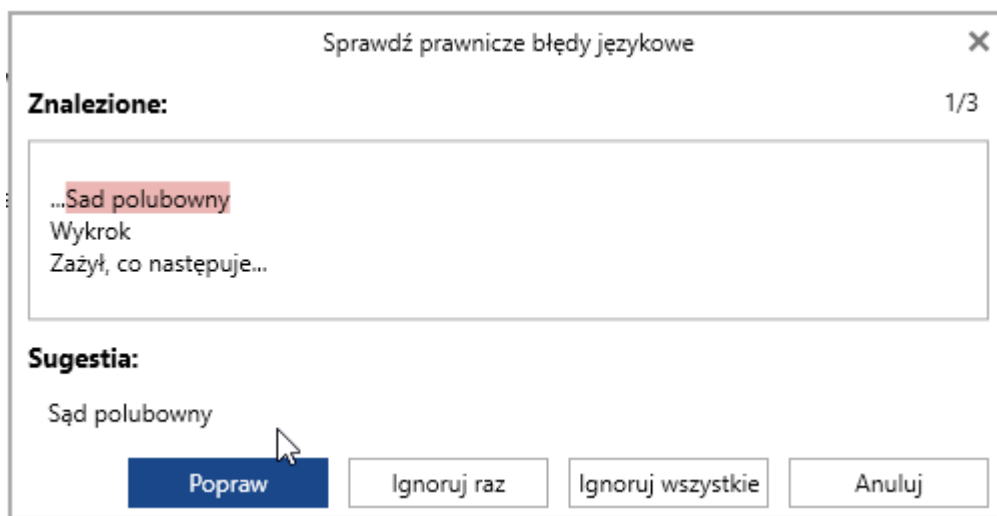 Sprawdź prawnicze błędy językowe
Znalezione: 1/3
...Sad polubowny
Wykrok
Zażył, co następuje...
Sugestia:
Sąd polubowny
Popraw Ignoruj raz Ignoruj wszystkie Anuluj